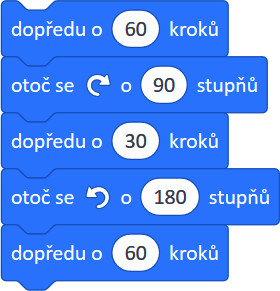 dopředu o 60 kroků
otoč se ↻ o 90 stupňů
dopředu o 30 kroků
otoč se ↺ o 180 stupňů
dopředu o 60 kroků